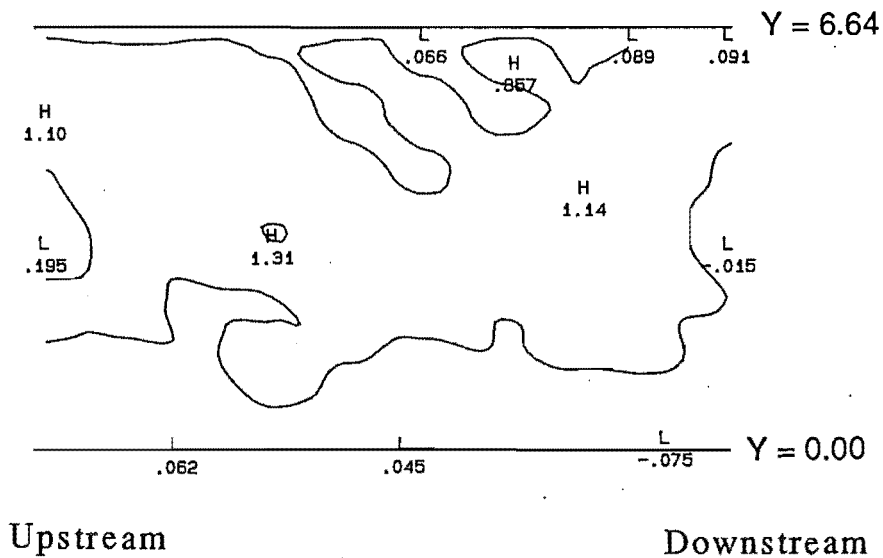 Y = 6.64
L L L
.066 .089 .091
H
.857
H
1.10
H
1.14
L H L
.195 1.31 -.015
L
.062 .045 -.075
Y = 0.00
Upstream Downstream